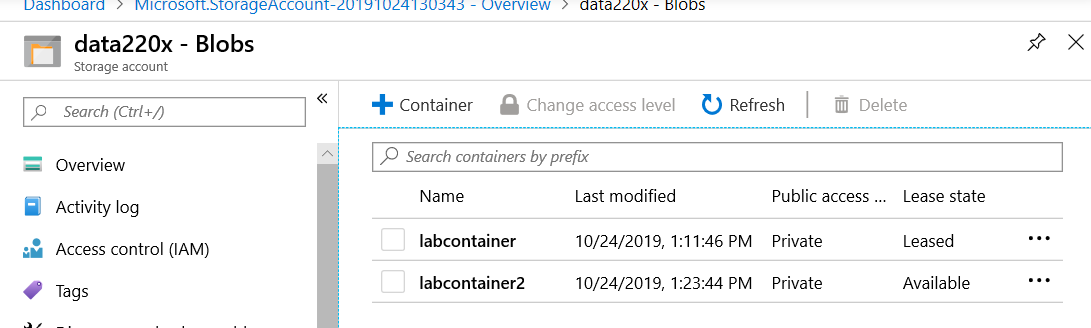 Dashboard > Microsoft.StorageAccount-20191024130343 - Overview > data220x - Blobs
data220x - Blobs
Storage account
Search (Ctrl+/)
«
Overview
Activity log
Access control (IAM)
Tags
+ Container
Change access level
Refresh
Delete
Search containers by prefix
Name Last modified Public access ... Lease state
labcontainer 10/24/2019, 1:11:46 PM Private Leased ...
labcontainer2 10/24/2019, 1:23:44 PM Private Available ...